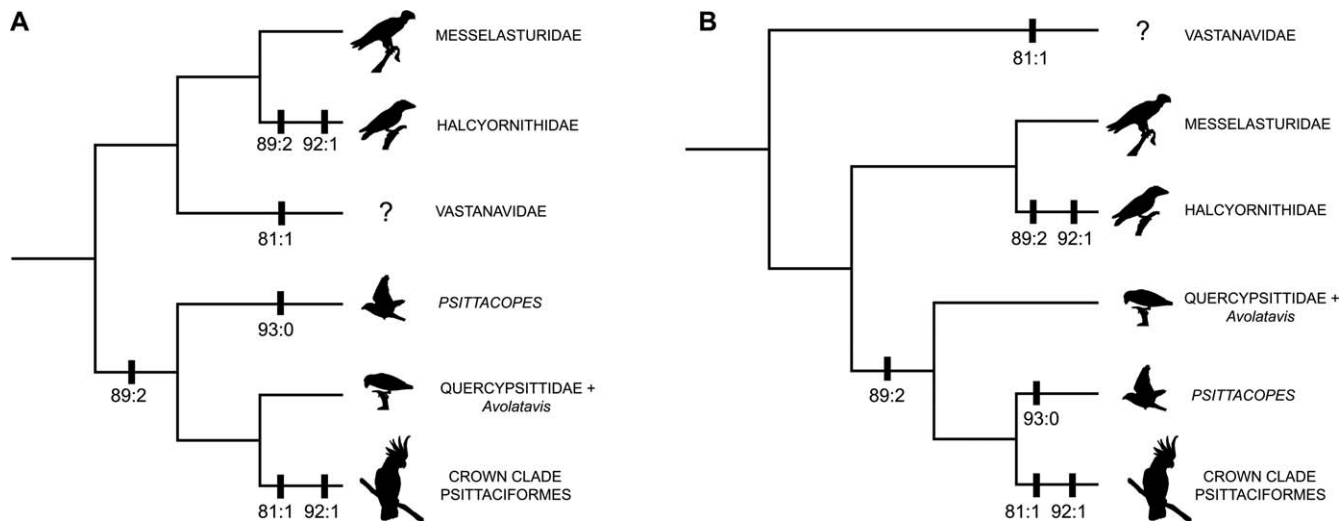 A
MESSELASTURIDAE
HALCYORNITHIDAE
89:2 92:1
?
VASTANAVIDAE
81:1
PSITTACOPES
93:0
89:2
QUERCYPSITTIDAE +
Avolatavis
CROWN CLADE
PSITTACIFORMES
81:1 92:1
B
?
VASTANAVIDAE
81:1
MESSELASTURIDAE
HALCYORNITHIDAE
89:2 92:1
QUERCYPSITTIDAE +
Avolatavis
89:2
PSITTACOPES
93:0
CROWN CLADE
PSITTACIFORMES
81:1 92:1